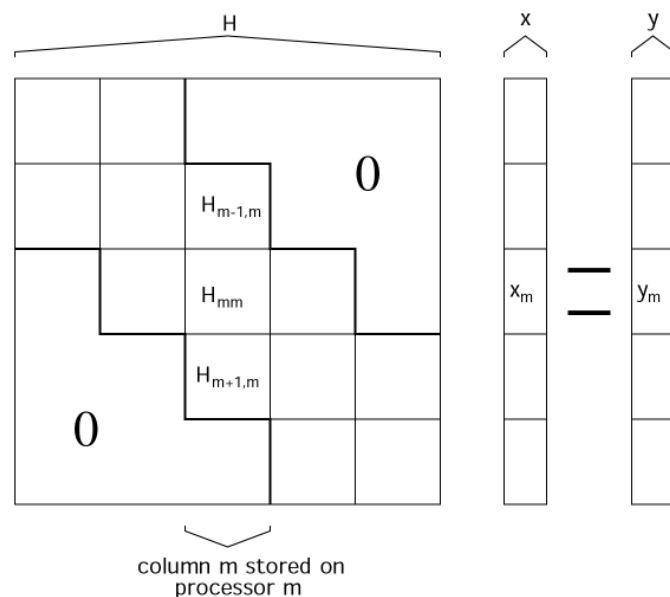 H x y
0
H_{m-1,m}
H_{mm} x_m = y_m
H_{m+1,m}
0
column m stored on
processor m